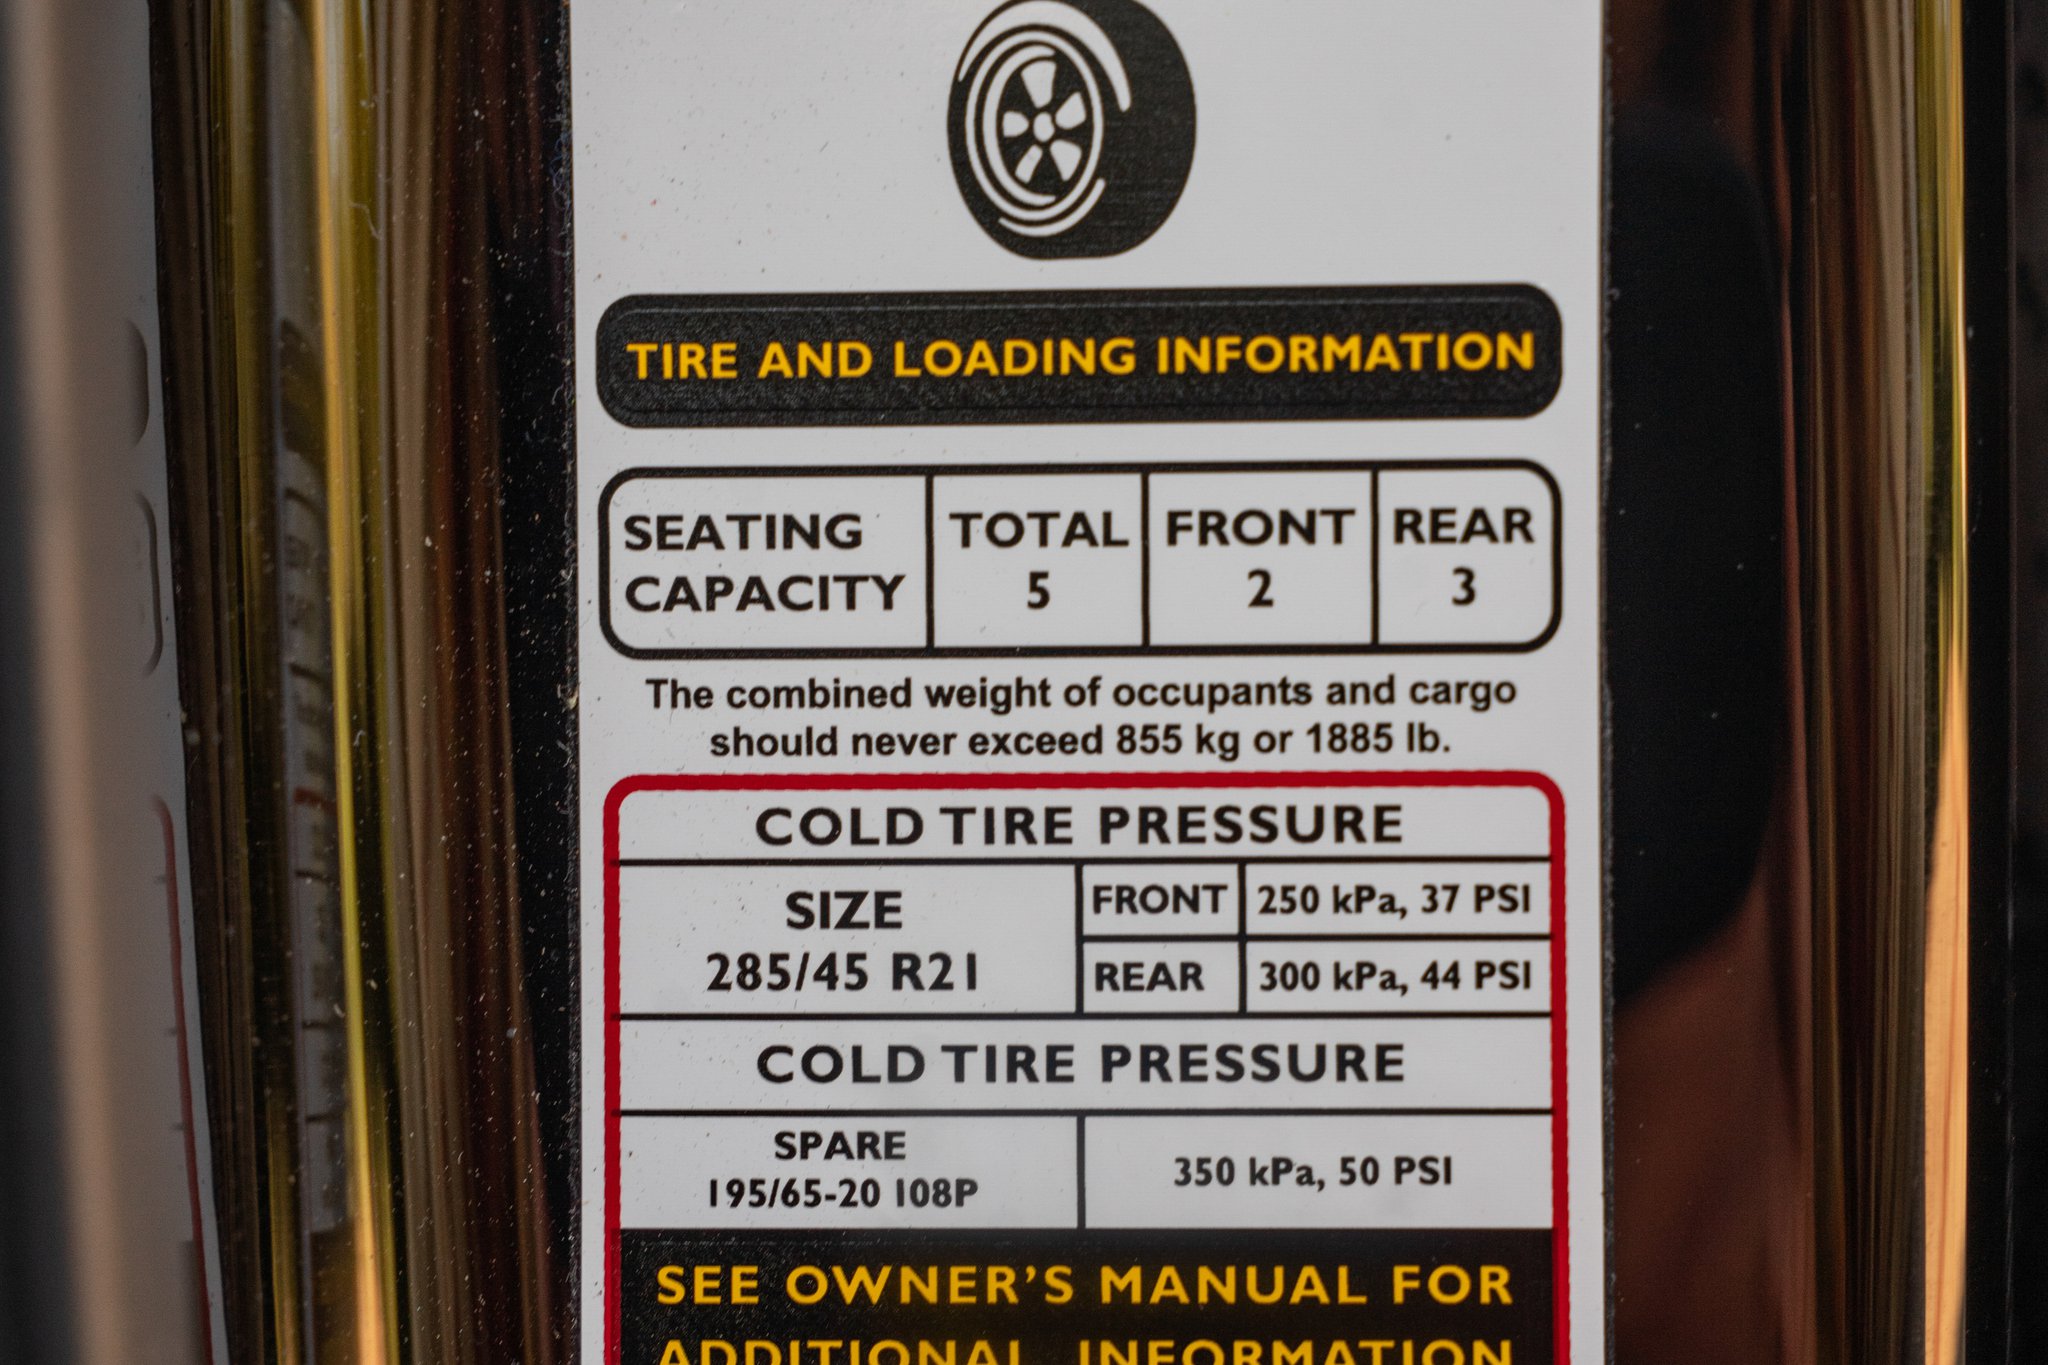 TIRE AND LOADING INFORMATION
SEATING CAPACITY
TOTAL 5
FRONT 2
REAR 3
The combined weight of occupants and cargo
should never exceed 855 kg or 1885 lb.
COLD TIRE PRESSURE
SIZE
285/45 R21
FRONT 250 kPa, 37 PSI
REAR 300 kPa, 44 PSI
COLD TIRE PRESSURE
SPARE
195/65-20 108P
350 kPa, 50 PSI
SEE OWNER'S MANUAL FOR
ADDITIONAL INFORMATION